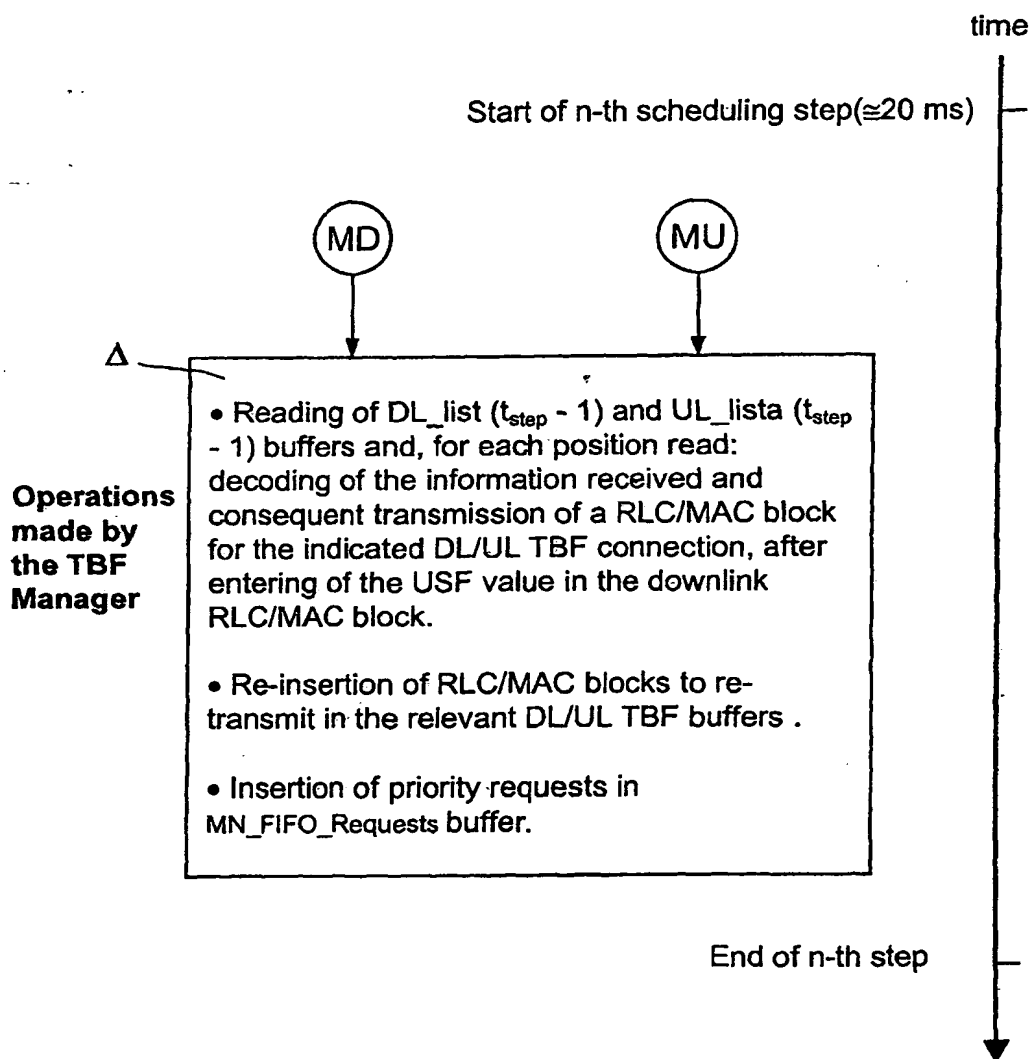 time
Start of n-th scheduling step(≅20 ms)
MD
MU
Δ
• Reading of DL_list (tstep - 1) and UL_lista (tstep
- 1) buffers and, for each position read:
decoding of the information received and
consequent transmission of a RLC/MAC block
for the indicated DL/UL TBF connection, after
entering of the USF value in the downlink
RLC/MAC block.
• Re-insertion of RLC/MAC blocks to re-
transmit in the relevant DL/UL TBF buffers .
• Insertion of priority requests in
MN_FIFO_Requests buffer.
Operations
made by
the TBF
Manager
End of n-th step